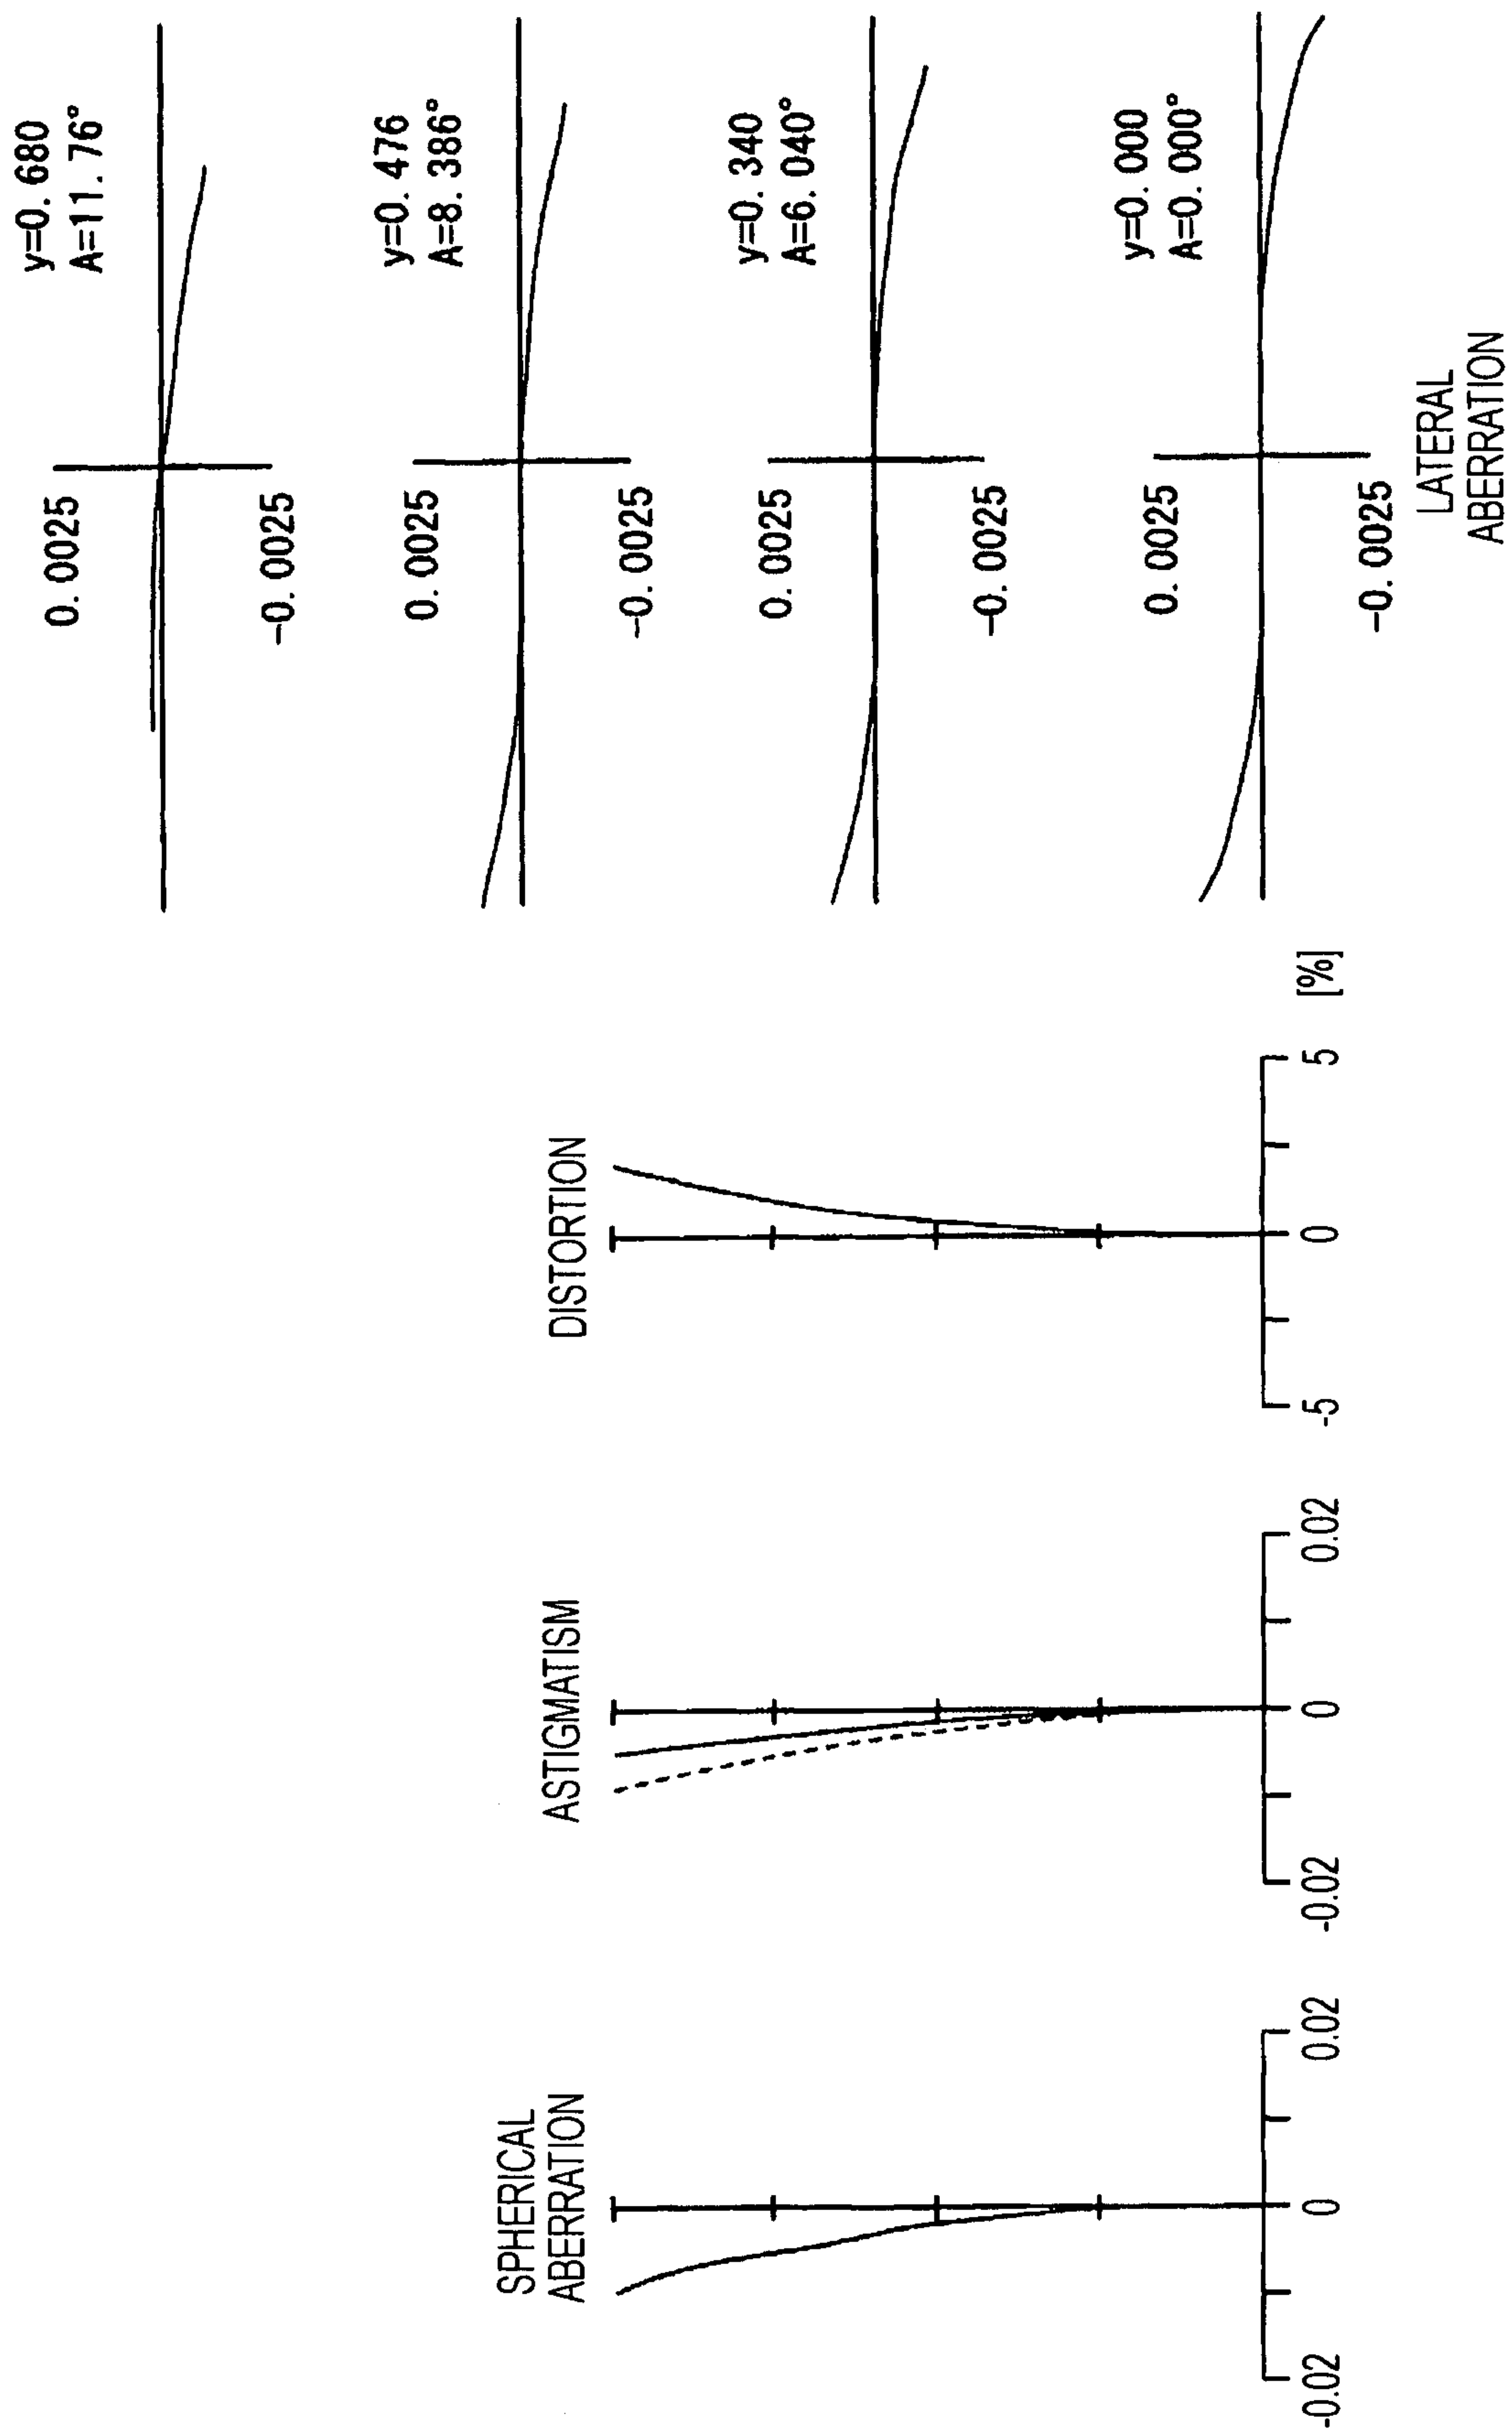 SPHERICAL
ABERRATION
-0.02
0
0.02
ASTIGMATISM
-0.02
0
0.02
DISTORTION
-5
0
5
[%]
y=0.680
A=11.76°
0.0025
-0.0025
y=0.476
A=8.386°
0.0025
-0.0025
y=0.340
A=6.040°
0.0025
-0.0025
y=0.000
A=0.000°
0.0025
-0.0025
LATERAL
ABERRATION